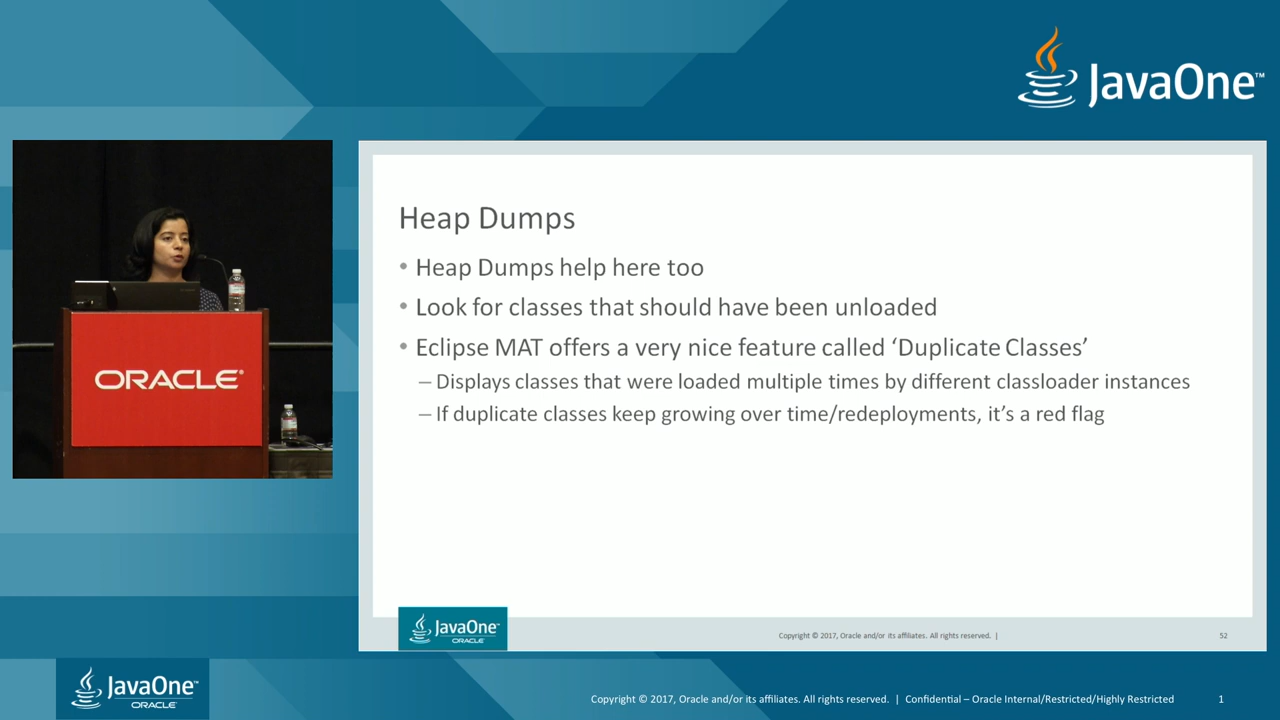 JavaOne™
Heap Dumps
• Heap Dumps help here too
• Look for classes that should have been unloaded
• Eclipse MAT offers a very nice feature called ‘Duplicate Classes’
– Displays classes that were loaded multiple times by different classloader instances
– If duplicate classes keep growing over time/redeployments, it’s a red flag
ORACLE®
JavaOne™
ORACLE
Copyright © 2017, Oracle and/or its affiliates. All rights reserved. |
52
JavaOne™
ORACLE
Copyright © 2017, Oracle and/or its affiliates. All rights reserved. | Confidential – Oracle Internal/Restricted/Highly Restricted
1